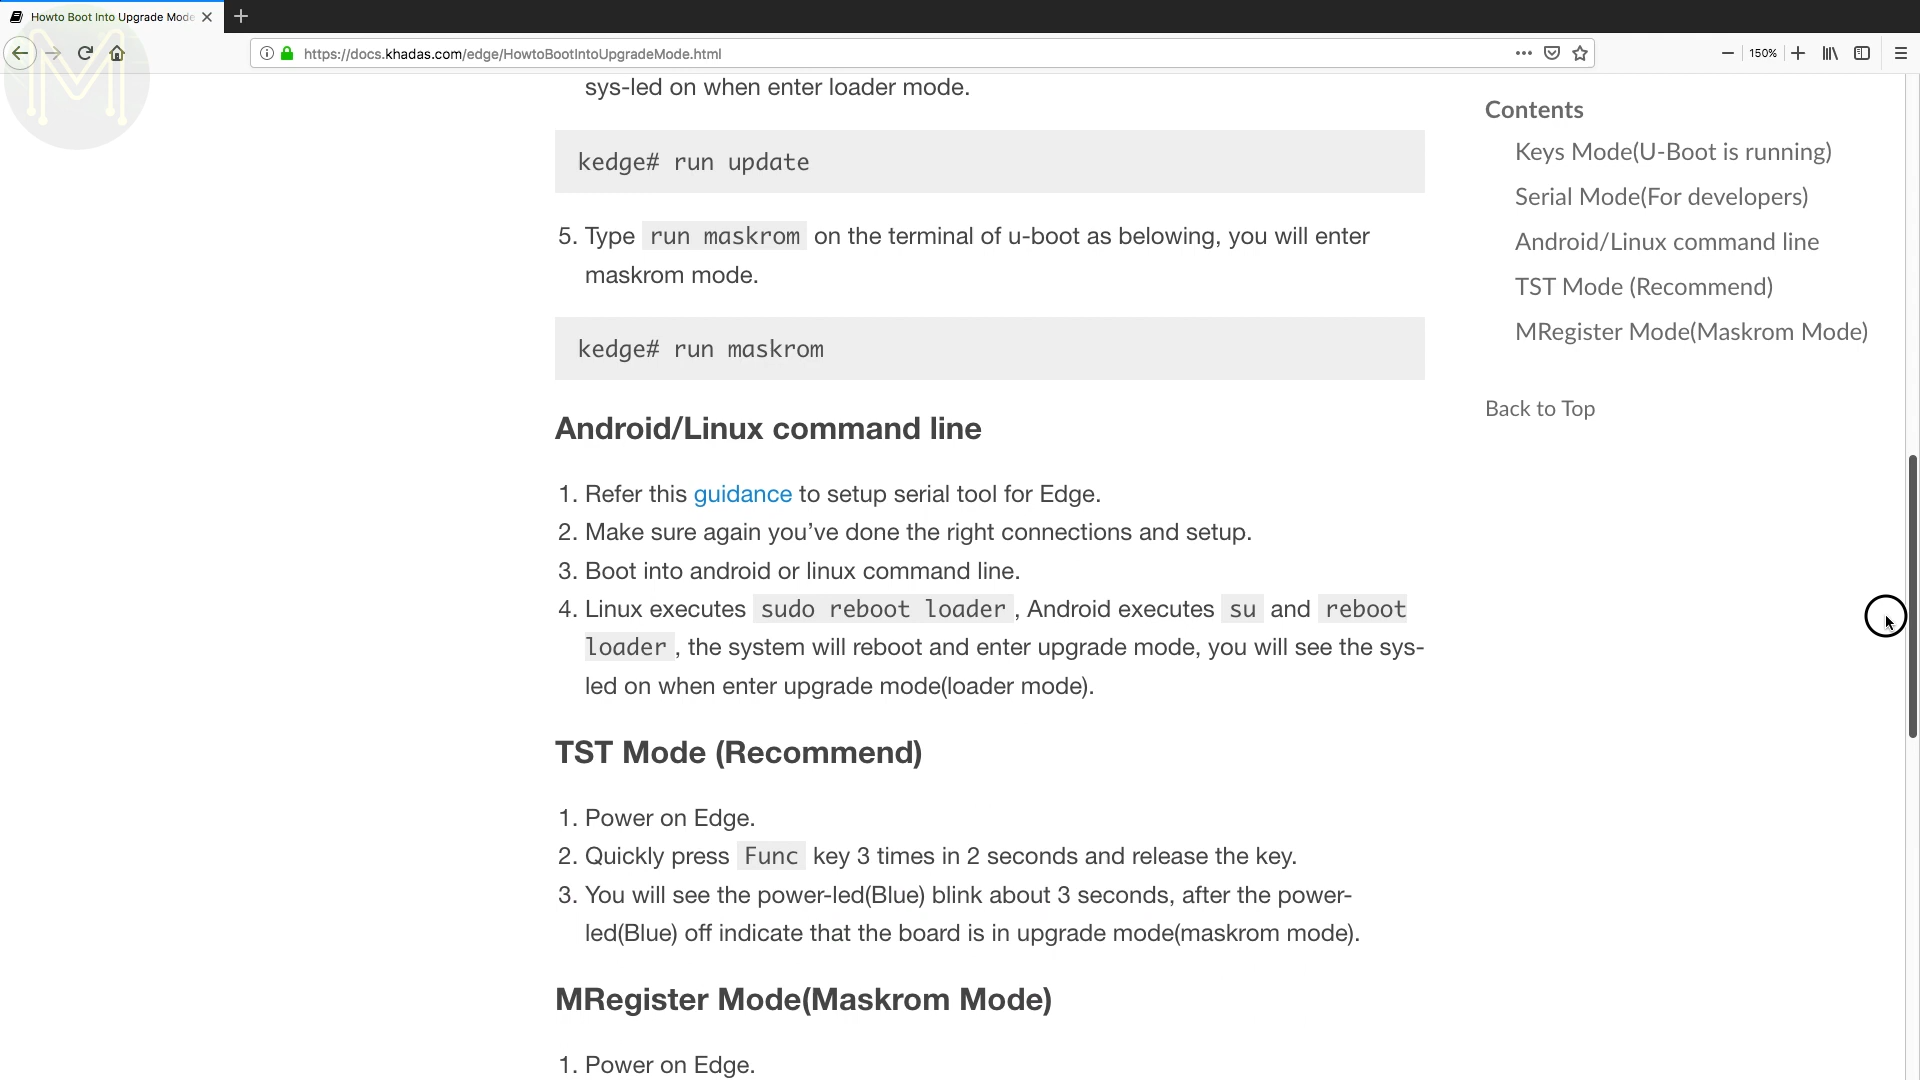 Howto Boot Into Upgrade Mode
https://docs.khadas.com/edge/HowtoBootIntoUpgradeMode.html
150%
sys-led on when enter loader mode.
kedge# run update
5. Type run maskrom on the terminal of u-boot as belowing, you will enter
maskrom mode.
kedge# run maskrom
Android/Linux command line
1. Refer this guidance to setup serial tool for Edge.
2. Make sure again you’ve done the right connections and setup.
3. Boot into android or linux command line.
4. Linux executes sudo reboot loader , Android executes su and reboot
loader , the system will reboot and enter upgrade mode, you will see the sys-
led on when enter upgrade mode(loader mode).
TST Mode (Recommend)
1. Power on Edge.
2. Quickly press Func key 3 times in 2 seconds and release the key.
3. You will see the power-led(Blue) blink about 3 seconds, after the power-
led(Blue) off indicate that the board is in upgrade mode(maskrom mode).
MRegister Mode(Maskrom Mode)
1. Power on Edge.
Contents
Keys Mode(U-Boot is running)
Serial Mode(For developers)
Android/Linux command line
TST Mode (Recommend)
MRegister Mode(Maskrom Mode)
Back to Top